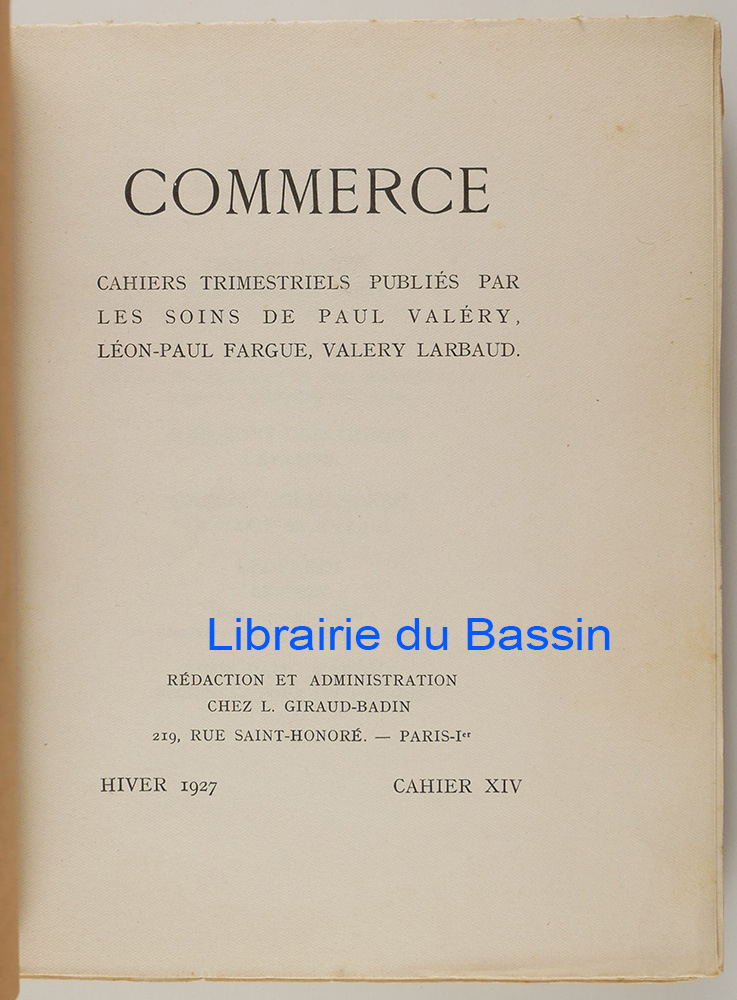 COMMERCE
CAHIERS TRIMESTRIELS PUBLIÉS PAR
LES SOINS DE PAUL VALÉRY,
LÉON-PAUL FARGUE, VALERY LARBAUD.
Librairie du Bassin
RÉDACTION ET ADMINISTRATION
CHEZ L. GIRAUD-BADIN
219, RUE SAINT-HONORÉ. — PARIS-Iᵉʳ
HIVER 1927 CAHIER XIV